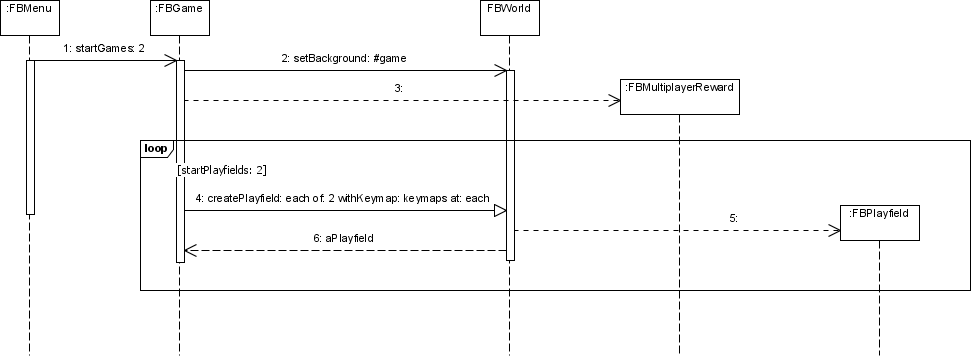 :FBMenu
:FBGame
FBWorld
1: startGames: 2
2: setBackground: #game
3:
:FBMultiplayerReward
loop
[startPlayfields: 2]
4: createPlayfield: each of: 2 withKeymap: keymaps at: each
5:
:FBPlayfield
6: aPlayfield